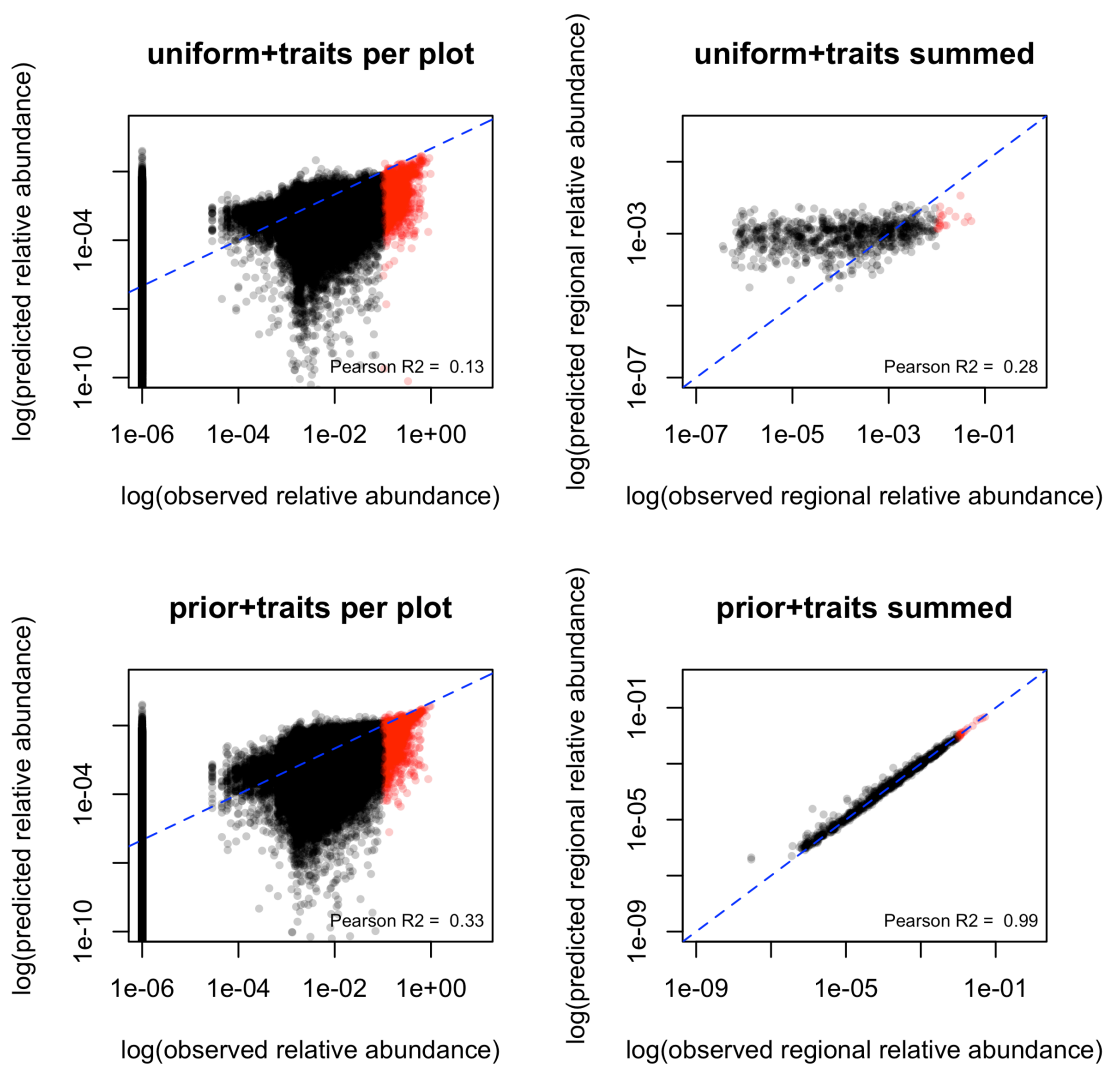 uniform+traits per plot
log(predicted relative abundance)
1e-04
1e-10
Pearson R2 = 0.13
1e-06 1e-04 1e-02 1e+00
log(observed relative abundance)
uniform+traits summed
log(predicted regional relative abundance)
1e-03
1e-07
Pearson R2 = 0.28
1e-07 1e-05 1e-03 1e-01
log(observed regional relative abundance)
prior+traits per plot
log(predicted relative abundance)
1e-04
1e-10
Pearson R2 = 0.33
1e-06 1e-04 1e-02 1e+00
log(observed relative abundance)
prior+traits summed
log(predicted regional relative abundance)
1e-01
1e-05
1e-09
Pearson R2 = 0.99
1e-09 1e-05 1e-01
log(observed regional relative abundance)